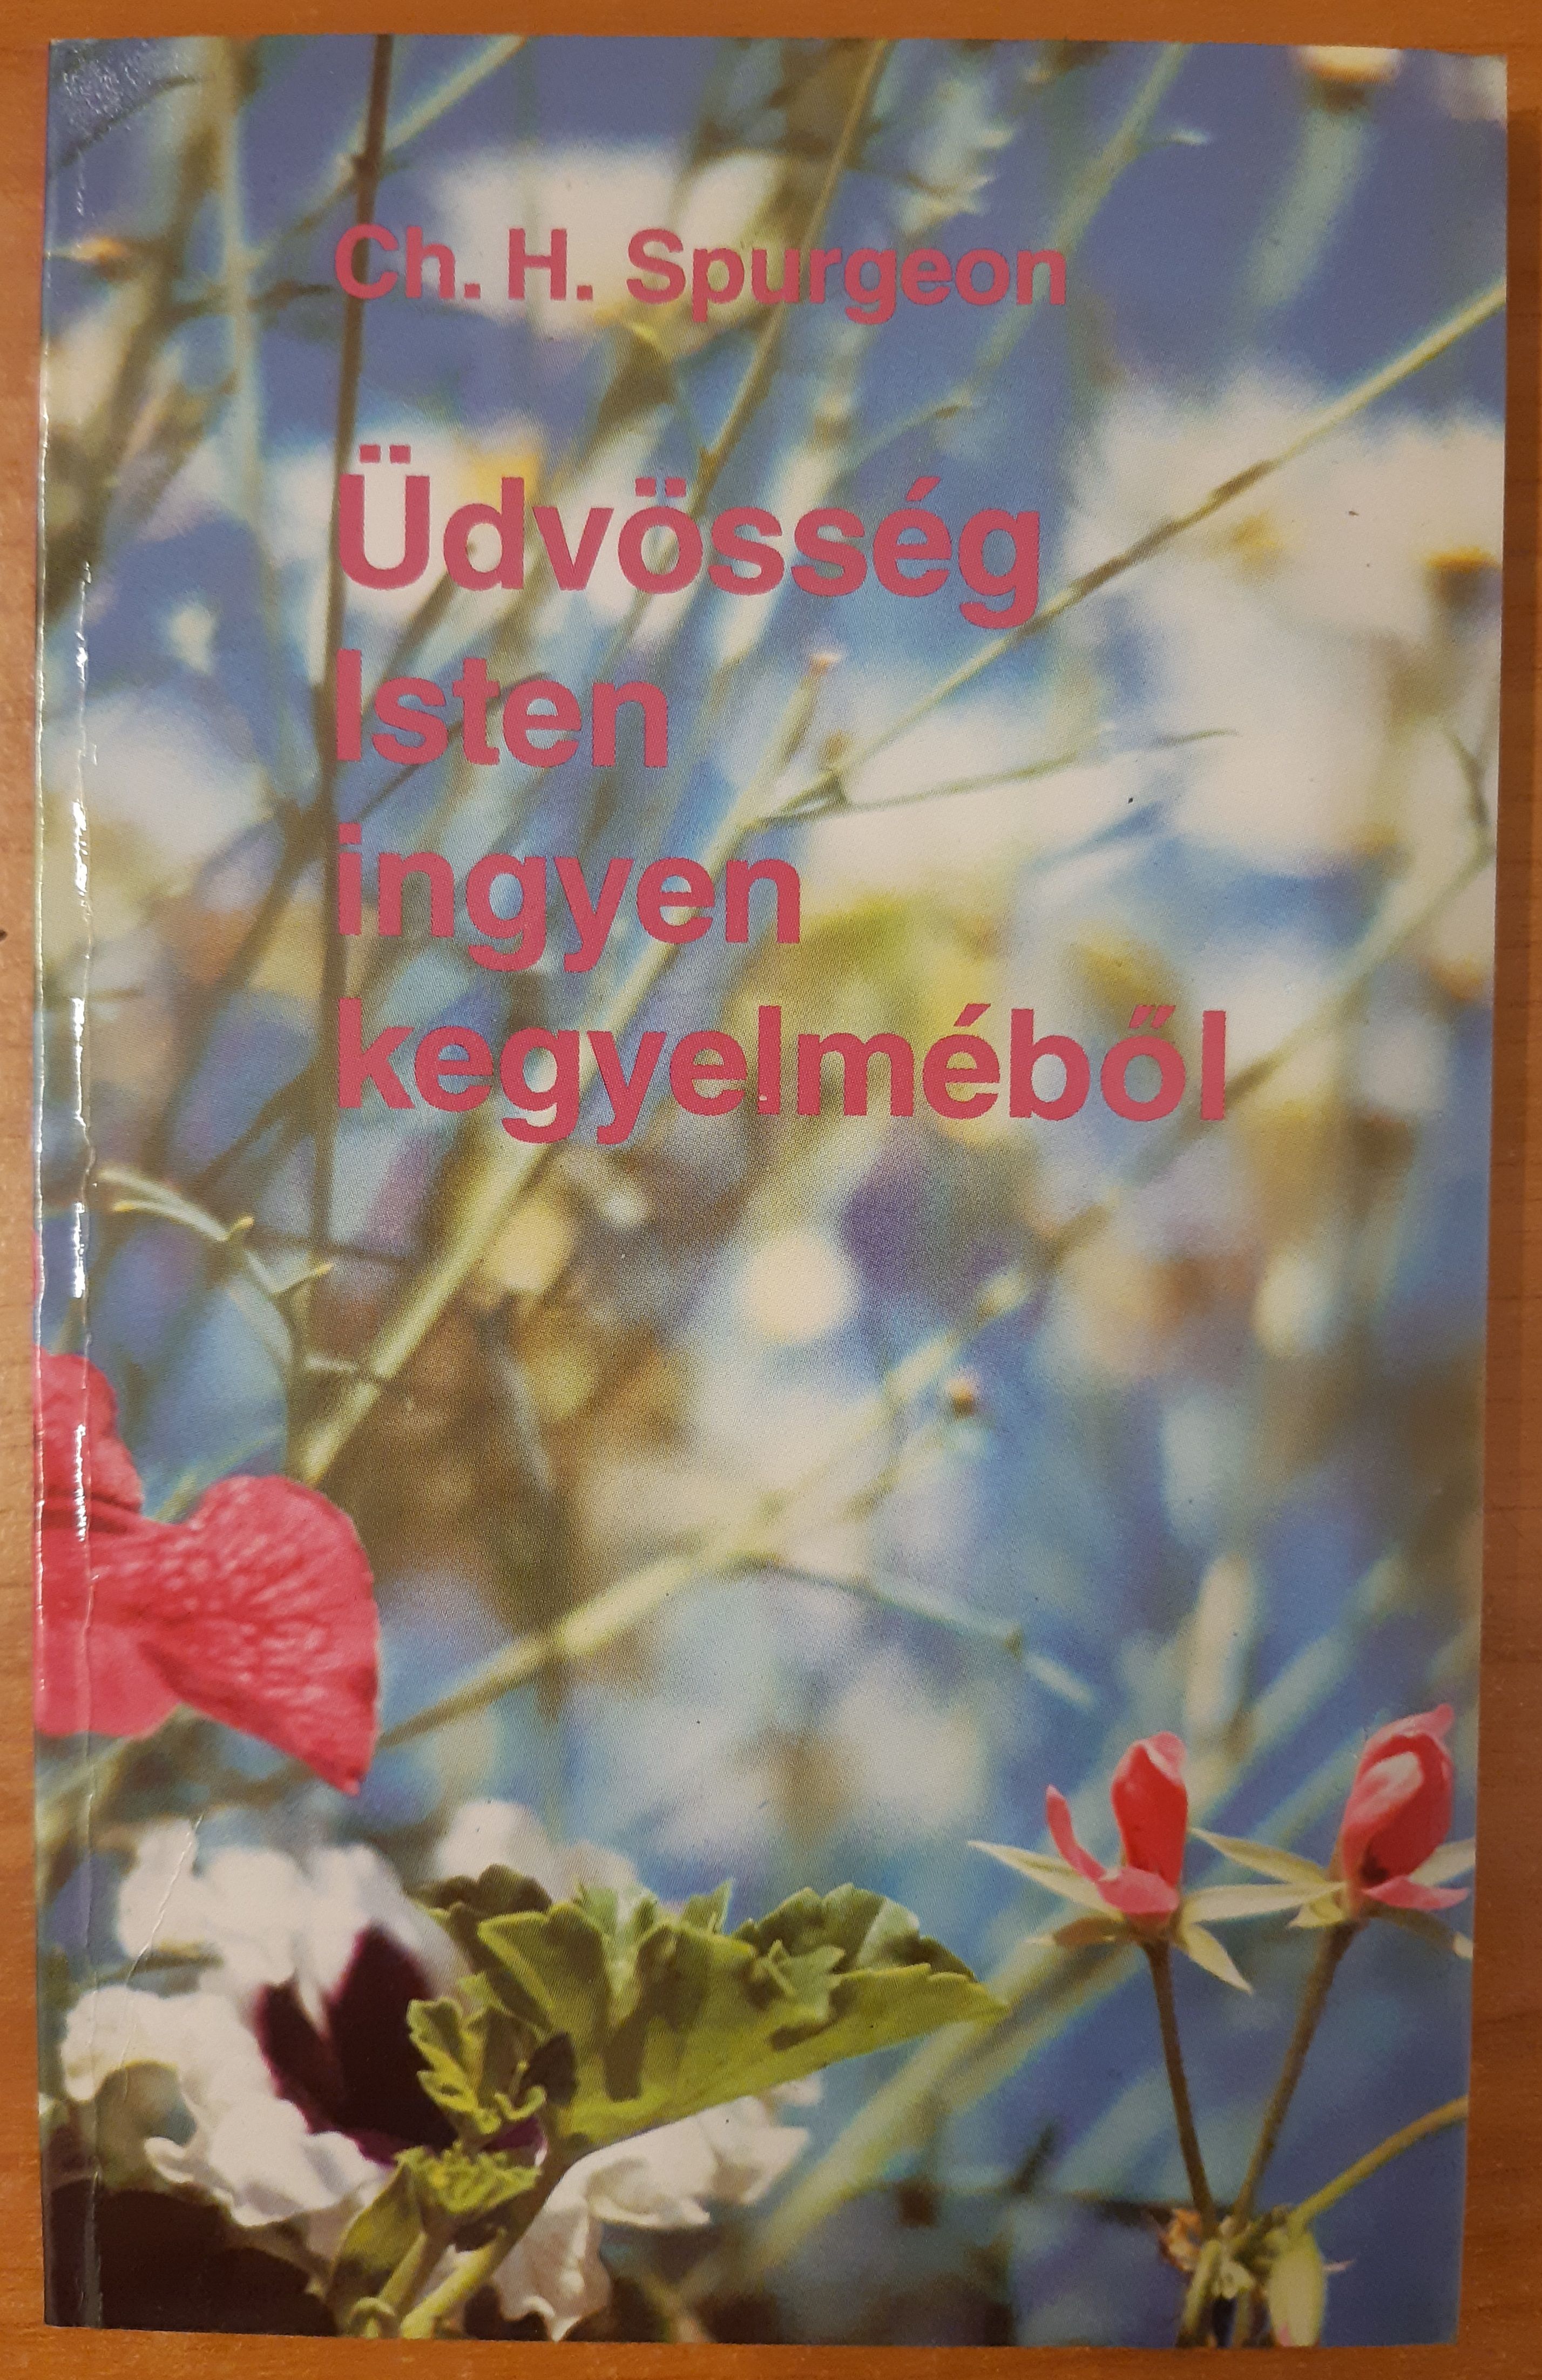 Ch. H. Spurgeon
Üdvösség
Isten
ingyen
kegyelméből